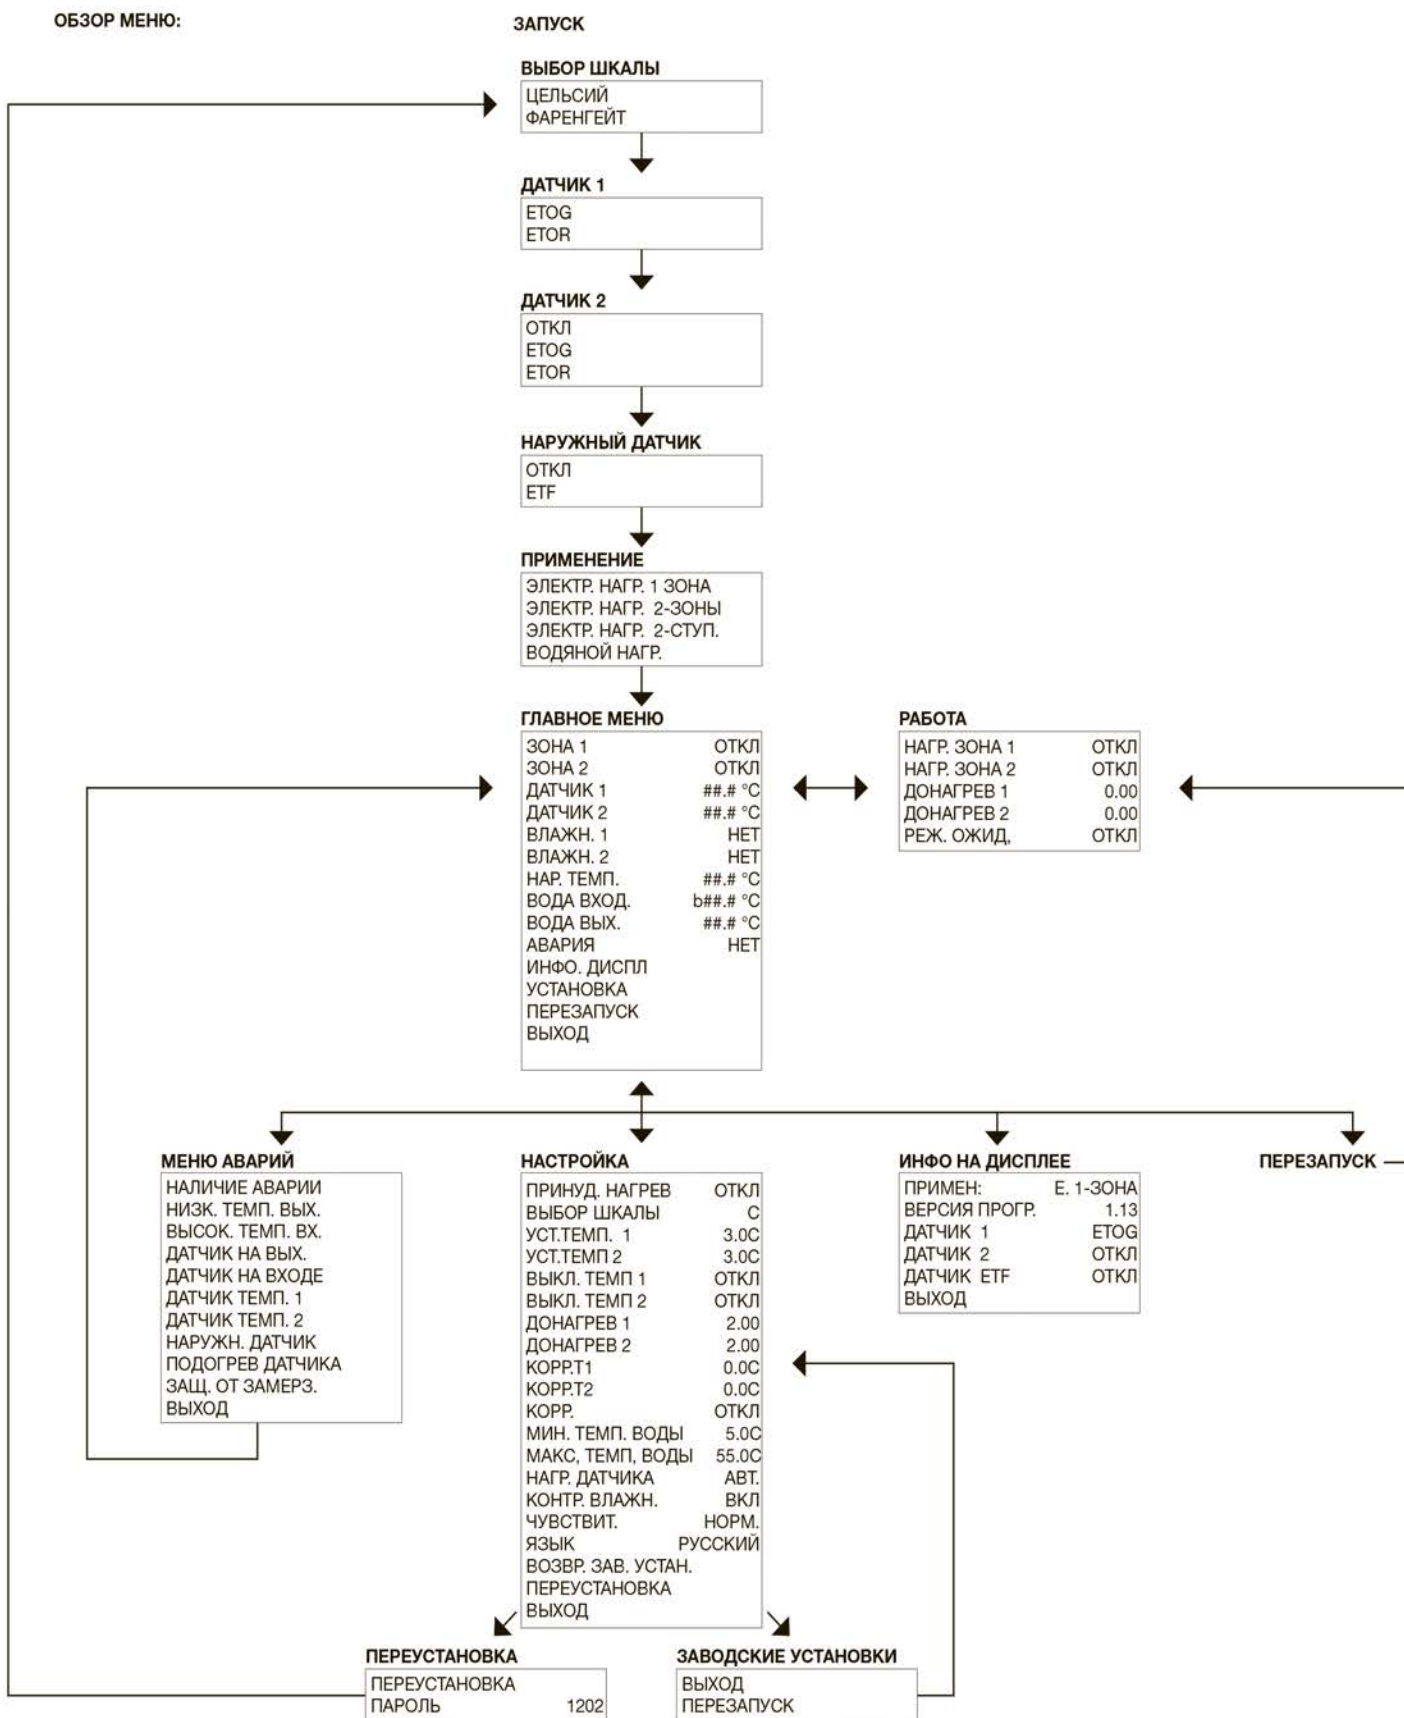 ОБЗОР МЕНЮ:
ЗАПУСК
ВЫБОР ШКАЛЫ
ЦЕЛЬСИЙ
ФАРЕНГЕЙТ
ДАТЧИК 1
ETOG
ETOR
ДАТЧИК 2
ОТКЛ
ETOG
ETOR
НАРУЖНЫЙ ДАТЧИК
ОТКЛ
ETF
ПРИМЕНЕНИЕ
ЭЛЕКТР. НАГР. 1 ЗОНА
ЭЛЕКТР. НАГР. 2-ЗОНЫ
ЭЛЕКТР. НАГР. 2-СТУП.
ВОДЯНОЙ НАГР.
ГЛАВНОЕ МЕНЮ
ЗОНА 1 ОТКЛ
ЗОНА 2 ОТКЛ
ДАТЧИК 1 ##.# °C
ДАТЧИК 2 ##.# °C
ВЛАЖН. 1 НЕТ
ВЛАЖН. 2 НЕТ
НАР. ТЕМП. ##.# °C
ВОДА ВХОД. b##.# °C
ВОДА ВЫХ. ##.# °C
АВАРИЯ НЕТ
ИНФО. ДИСПЛ
УСТАНОВКА
ПЕРЕЗАПУСК
ВЫХОД
РАБОТА
НАГР. ЗОНА 1 ОТКЛ
НАГР. ЗОНА 2 ОТКЛ
ДОНАГРЕВ 1 0.00
ДОНАГРЕВ 2 0.00
РЕЖ. ОЖИД, ОТКЛ
МЕНЮ АВАРИЙ
НАЛИЧИЕ АВАРИИ
НИЗК. ТЕМП. ВЫХ.
ВЫСОК. ТЕМП. ВХ.
ДАТЧИК НА ВЫХ.
ДАТЧИК НА ВХОДЕ
ДАТЧИК ТЕМП. 1
ДАТЧИК ТЕМП. 2
НАРУЖН. ДАТЧИК
ПОДОГРЕВ ДАТЧИКА
ЗАЩ. ОТ ЗАМЕРЗ.
ВЫХОД
НАСТРОЙКА
ПРИНУД. НАГРЕВ ОТКЛ
ВЫБОР ШКАЛЫ C
УСТ.ТЕМП. 1 3.0C
УСТ.ТЕМП 2 3.0C
ВЫКЛ. ТЕМП 1 ОТКЛ
ВЫКЛ. ТЕМП 2 ОТКЛ
ДОНАГРЕВ 1 2.00
ДОНАГРЕВ 2 2.00
КОРР.Т1 0.0C
КОРР.Т2 0.0C
КОРР. ОТКЛ
МИН. ТЕМП. ВОДЫ 5.0C
МАКС, ТЕМП, ВОДЫ 55.0C
НАГР. ДАТЧИКА АВТ.
КОНТР. ВЛАЖН. ВКЛ
ЧУВСТВИТ. НОРМ.
ЯЗЫК РУССКИЙ
ВОЗВР. ЗАВ. УСТАН.
ПЕРЕУСТАНОВКА
ВЫХОД
ИНФО НА ДИСПЛЕЕ
ПРИМЕН: Е. 1-ЗОНА
ВЕРСИЯ ПРОГР. 1.13
ДАТЧИК 1 ETOG
ДАТЧИК 2 ОТКЛ
ДАТЧИК ETF ОТКЛ
ВЫХОД
ПЕРЕЗАПУСК
ПЕРЕУСТАНОВКА
ПЕРЕУСТАНОВКА
ПАРОЛЬ 1202
ЗАВОДСКИЕ УСТАНОВКИ
ВЫХОД
ПЕРЕЗАПУСК